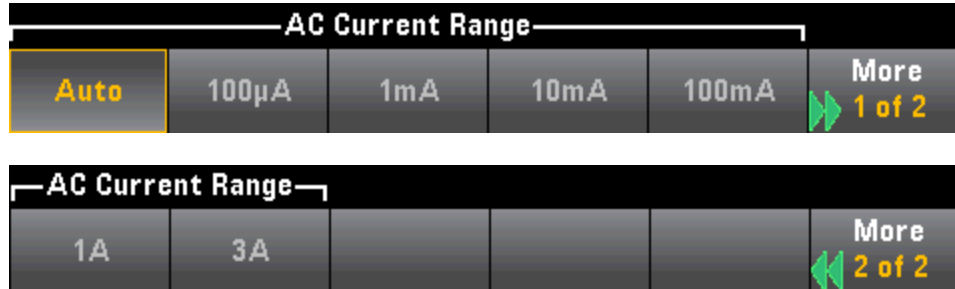 AC Current Range
Auto 100µA 1mA 10mA 100mA More
1 of 2
AC Current Range
1A 3A More
2 of 2